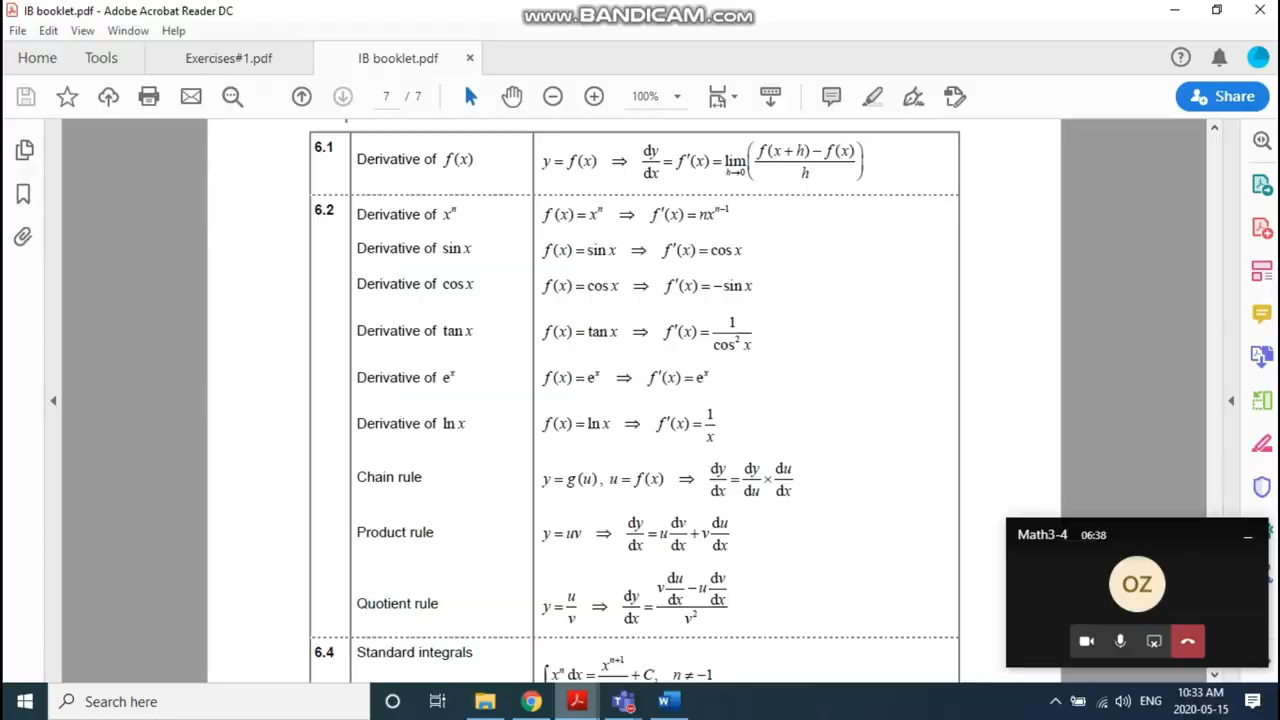 IB booklet.pdf - Adobe Acrobat Reader DC
www.BANDICAM.com
File Edit View Window Help
Home Tools Exercises#1.pdf IB booklet.pdf ×
7 / 7 100% Share
6.1 Derivative of f(x) y = f(x) ⇒ dy/dx = f′(x) = lim h→0 ( f(x + h) − f(x) / h )
6.2 Derivative of xⁿ f(x) = xⁿ ⇒ f′(x) = nxⁿ⁻¹
Derivative of sin x f(x) = sin x ⇒ f′(x) = cos x
Derivative of cos x f(x) = cos x ⇒ f′(x) = −sin x
Derivative of tan x f(x) = tan x ⇒ f′(x) = 1 / cos² x
Derivative of eˣ f(x) = eˣ ⇒ f′(x) = eˣ
Derivative of ln x f(x) = ln x ⇒ f′(x) = 1 / x
Chain rule y = g(u), u = f(x) ⇒ dy/dx = dy/du × du/dx
Product rule y = uv ⇒ dy/dx = u dv/dx + v du/dx
Quotient rule y = u/v ⇒ dy/dx = (v du/dx − u dv/dx) / v²
6.4 Standard integrals ∫ xⁿ dx = xⁿ⁺¹ + C, n ≠ −1
Math3-4 06:38
OZ
Search here
ENG
10:33 AM
2020-05-15